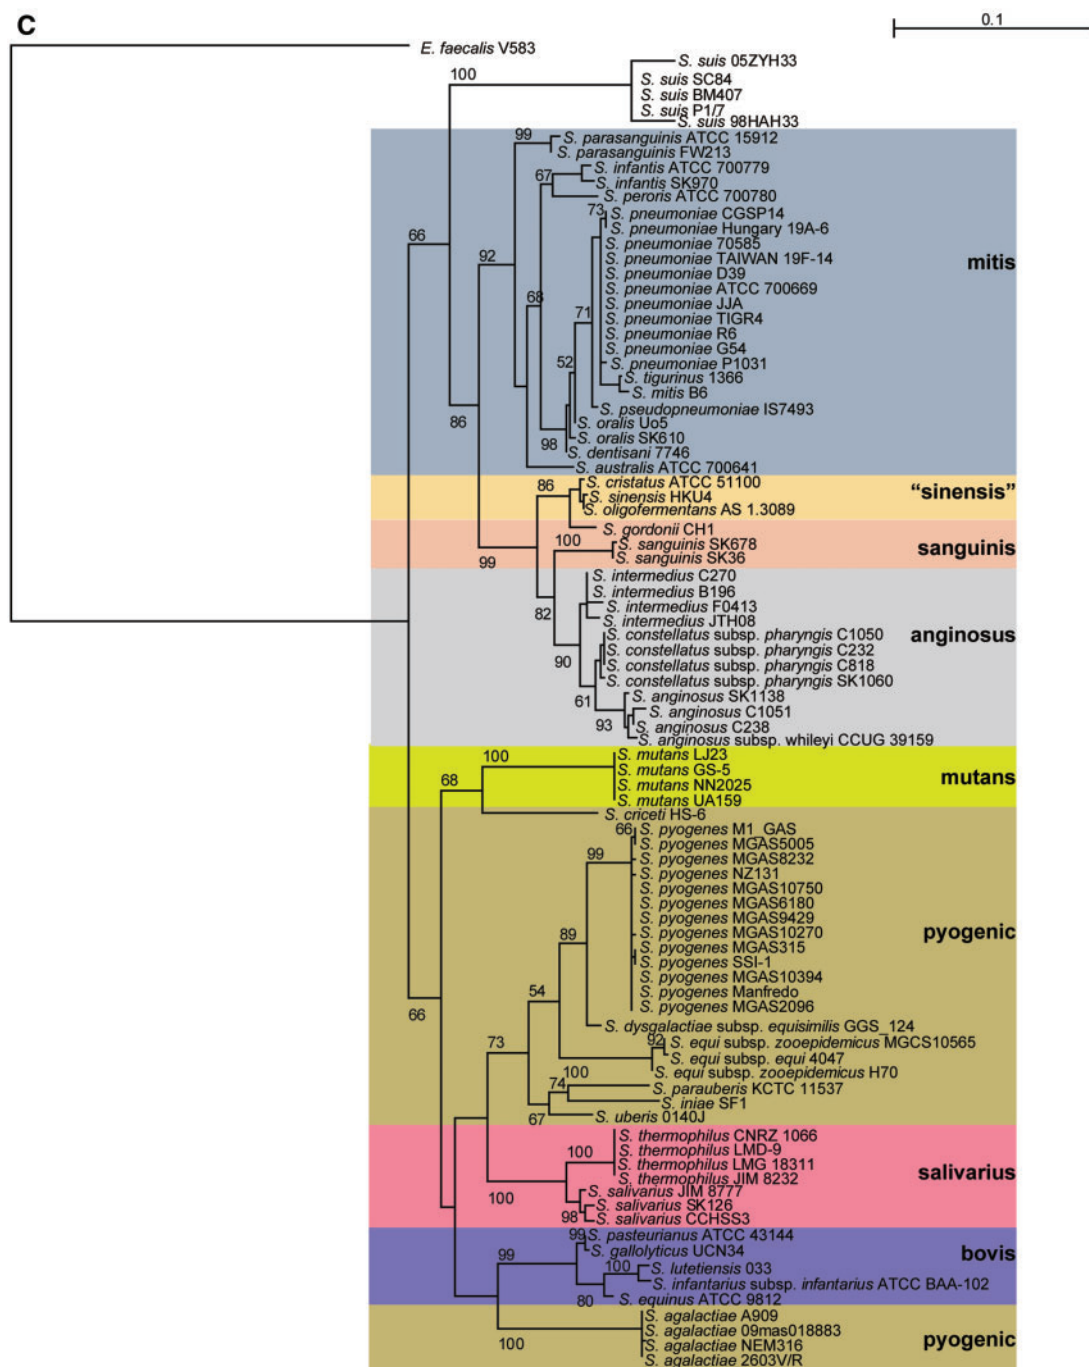 C
0.1
E. faecalis V583
S. suis 05ZYH33
100
S. suis SC84
S. suis BM407
S. suis P1/7
S. suis 98HAH33
99
S. parasanguinis ATCC 15912
S. parasanguinis FW213
S. infantis ATCC 700779
67
S. infantis SK970
S. peroris ATCC 700780
73
S. pneumoniae CGSP14
S. pneumoniae Hungary 19A-6
66
S. pneumoniae 70585
92
S. pneumoniae TAIWAN 19F-14
mitis
S. pneumoniae D39
S. pneumoniae ATCC 700669
68
S. pneumoniae JJA
71
S. pneumoniae TIGR4
S. pneumoniae R6
S. pneumoniae G54
52
S. pneumoniae P1031
S. tigurinus 1366
S. mitis B6
S. pseudopneumoniae IS7493
86
S. oralis Uo5
98
S. oralis SK610
S. dentisani 7746
S. australis ATCC 700641
86
S. cristatus ATCC 51100
S. sinensis HKU4
“sinensis”
S. oligofermentans AS 1.3089
S. gordonii CH1
100
S. sanguinis SK678
sanguinis
99
S. sanguinis SK36
S. intermedius C270
S. intermedius B196
82
S. intermedius F0413
S. intermedius JTH08
S. constellatus subsp. pharyngis C1050
anginosus
S. constellatus subsp. pharyngis C232
90
S. constellatus subsp. pharyngis C818
S. constellatus subsp. pharyngis SK1060
61
S. anginosus SK1138
S. anginosus C1051
93
S. anginosus C238
S. anginosus subsp. whileyi CCUG 39159
100
S. mutans LJ23
68
S. mutans GS-5
mutans
S. mutans NN2025
S. mutans UA159
S. criceti HS-6
66
S. pyogenes M1_GAS
S. pyogenes MGAS5005
99
S. pyogenes MGAS8232
S. pyogenes NZ131
S. pyogenes MGAS10750
S. pyogenes MGAS6180
S. pyogenes MGAS9429
89
S. pyogenes MGAS10270
pyogenic
S. pyogenes MGAS315
S. pyogenes SSI-1
S. pyogenes MGAS10394
54
S. pyogenes Manfredo
S. pyogenes MGAS2096
66
S. dysgalactiae subsp. equisimilis GGS_124
73
92
S. equi subsp. zooepidemicus MGCS10565
S. equi subsp. equi 4047
S. equi subsp. zooepidemicus H70
74
100
S. parauberis KCTC 11537
S. iniae SF1
67
S. uberis 0140J
S. thermophilus CNRZ 1066
100
S. thermophilus LMD-9
S. thermophilus LMG 18311
salivarius
S. thermophilus JIM 8232
100
S. salivarius JIM 8777
S. salivarius SK126
98
S. salivarius CCHSS3
99
S. pasteurianus ATCC 43144
99
S. gallolyticus UCN34
bovis
100
S. lutetiensis 033
S. infantarius subsp. infantarius ATCC BAA-102
80
S. equinus ATCC 9812
S. agalactiae A909
S. agalactiae 09mas018883
100
S. agalactiae NEM316
pyogenic
S. agalactiae 2603V/R